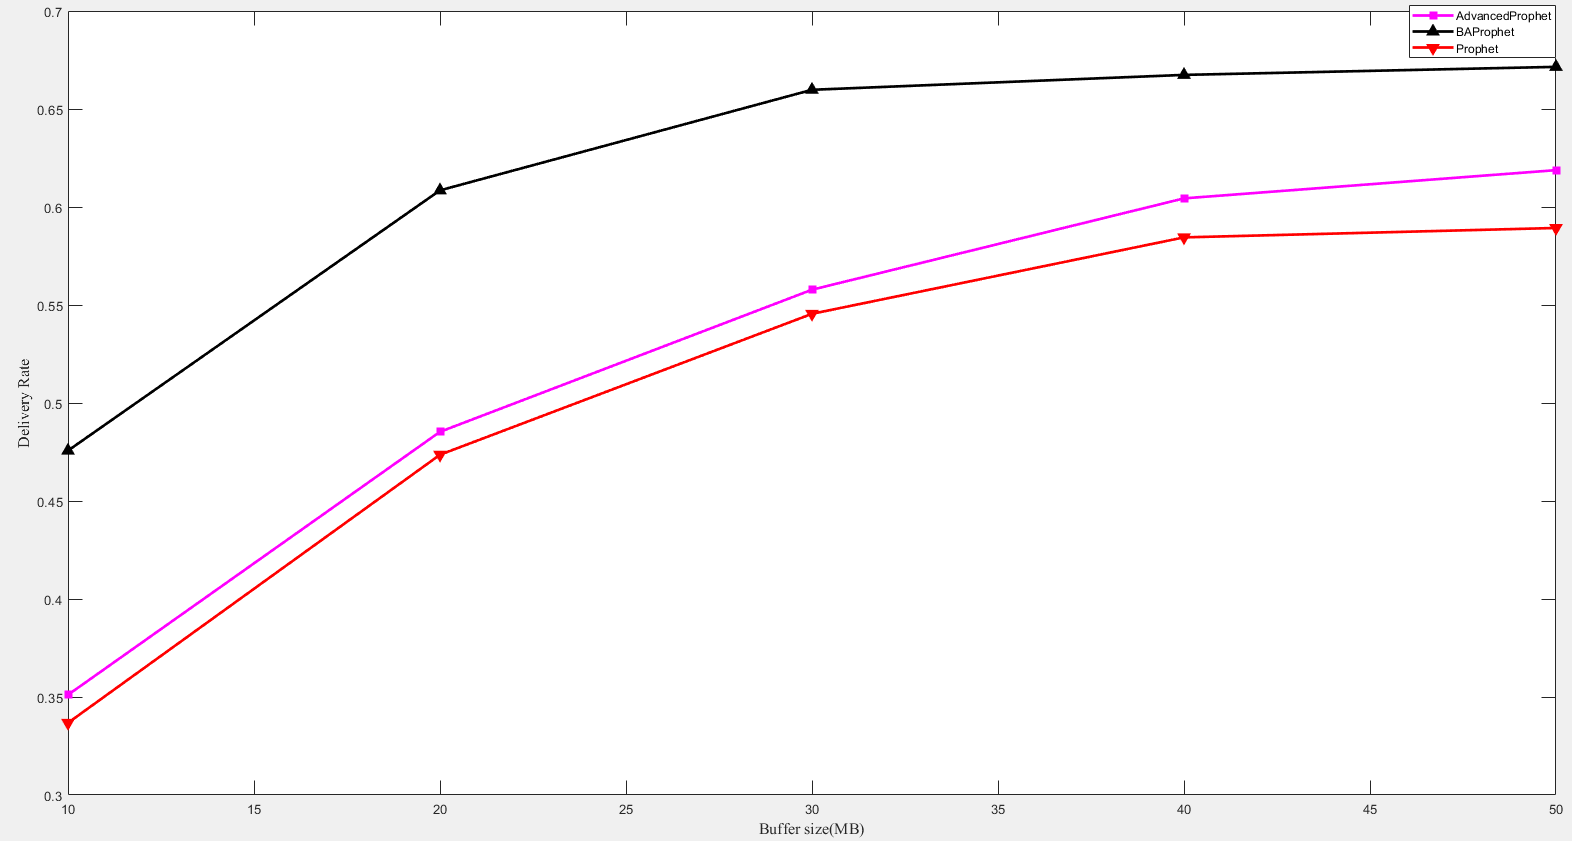 0.7
0.65
0.6
0.55
0.5
0.45
0.4
0.35
0.3
Delivery Rate
AdvancedProphet
BAProphet
Prophet
10 15 20 25 30 35 40 45 50
Buffer size(MB)